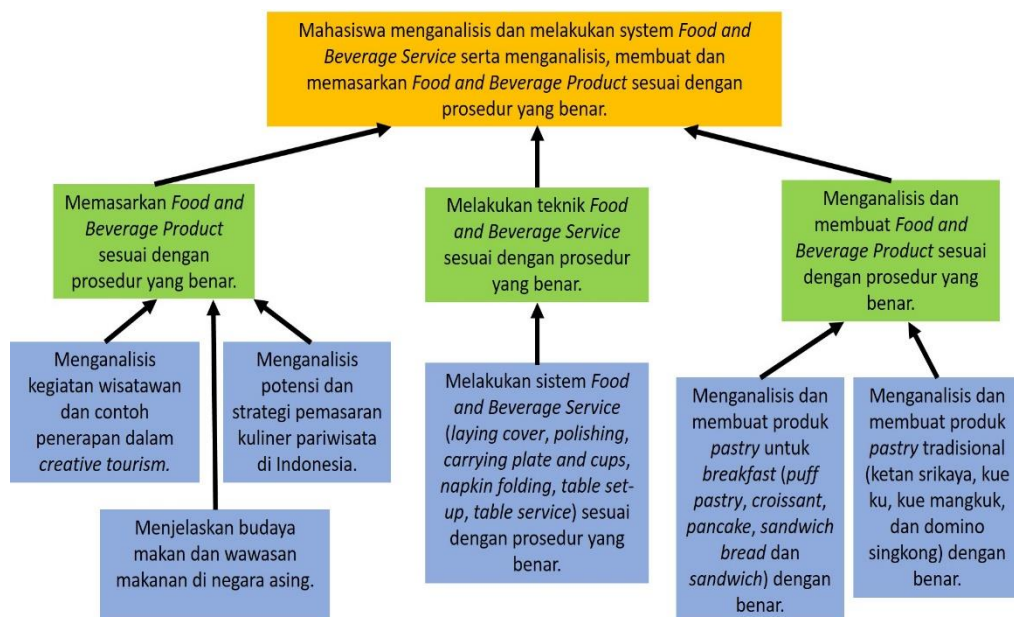 Mahasiswa menganalisis dan melakukan system Food and
Beverage Service serta menganalisis, membuat dan
memasarkan Food and Beverage Product sesuai dengan
prosedur yang benar.
Memasarkan Food and
Beverage Product
sesuai dengan
prosedur yang benar.
Melakukan teknik Food
and Beverage Service
sesuai dengan prosedur
yang benar.
Menganalisis dan
membuat Food and
Beverage Product sesuai
dengan prosedur yang
benar.
Menganalisis
kegiatan wisatawan
dan contoh
penerapan dalam
creative tourism.
Menganalisis
potensi dan
strategi pemasaran
kuliner pariwisata
di Indonesia.
Menjelaskan budaya
makan dan wawasan
makanan di negara asing.
Melakukan sistem Food
and Beverage Service
(laying cover, polishing,
carrying plate and cups,
napkin folding, table set-
up, table service) sesuai
dengan prosedur yang
benar.
Menganalisis dan
membuat produk
pastry untuk
breakfast (puff
pastry, croissant,
pancake, sandwich
bread dan
sandwich) dengan
benar.
Menganalisis dan
membuat produk
pastry tradisional
(ketan srikaya, kue
ku, kue mangkuk,
dan domino
singkong) dengan
benar.